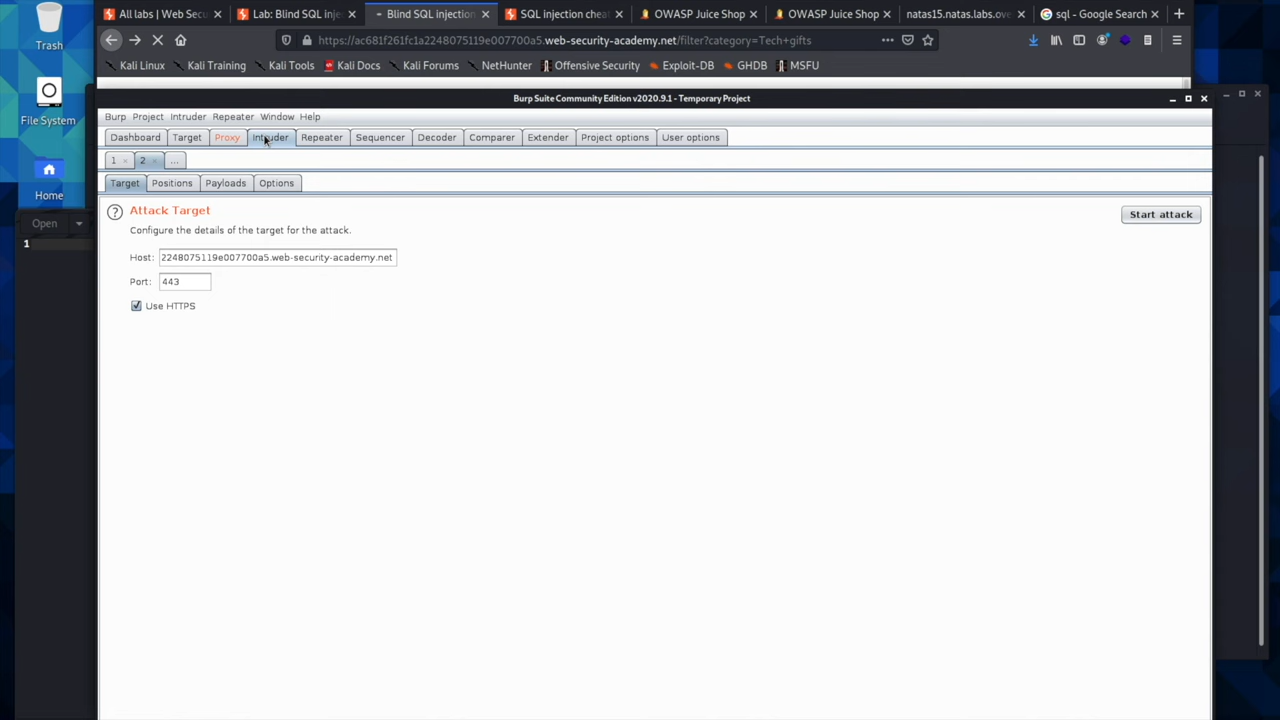 Trash
File System
Home
Open
1
All labs | Web Secu
Lab: Blind SQL injec
Blind SQL injection
SQL injection cheat
OWASP Juice Shop
OWASP Juice Shop
natas15.natas.labs.ove
sql - Google Search
https://ac681f261fc1a2248075119e007700a5.web-security-academy.net/filter?category=Tech+gifts
Kali Linux Kali Training Kali Tools Kali Docs Kali Forums NetHunter Offensive Security Exploit-DB GHDB MSFU
Burp Suite Community Edition v2020.9.1 - Temporary Project
Burp Project Intruder Repeater Window Help
Dashboard Target Proxy Intruder Repeater Sequencer Decoder Comparer Extender Project options User options
1 × 2 × ...
Target Positions Payloads Options
? Attack Target
Start attack
Configure the details of the target for the attack.
Host: 2248075119e007700a5.web-security-academy.net
Port: 443
Use HTTPS